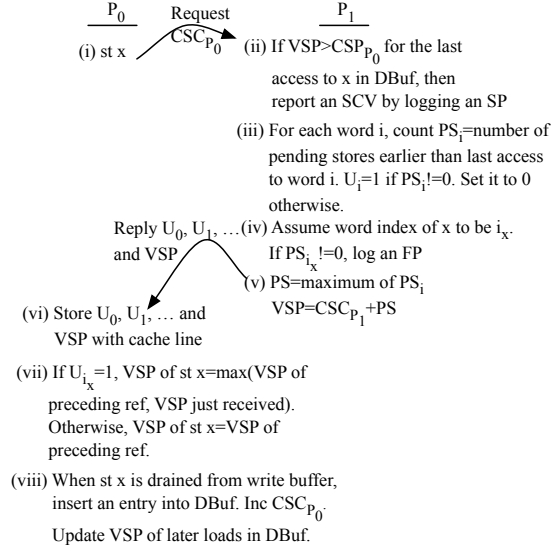 P0
Request
P1
CSCP0
(i) st x
(ii) If VSP>CSPP0 for the last
access to x in DBuf, then
report an SCV by logging an SP
(iii) For each word i, count PSi=number of
pending stores earlier than last access
to word i. Ui=1 if PSi!=0. Set it to 0
otherwise.
Reply U0, U1, ...
and VSP
(iv) Assume word index of x to be ix.
If PSix!=0, log an FP
(v) PS=maximum of PSi
VSP=CSCP1+PS
(vi) Store U0, U1, ... and
VSP with cache line
(vii) If Uix=1, VSP of st x=max(VSP of
preceding ref, VSP just received).
Otherwise, VSP of st x=VSP of
preceding ref.
(viii) When st x is drained from write buffer,
insert an entry into DBuf. Inc CSCP0.
Update VSP of later loads in DBuf.